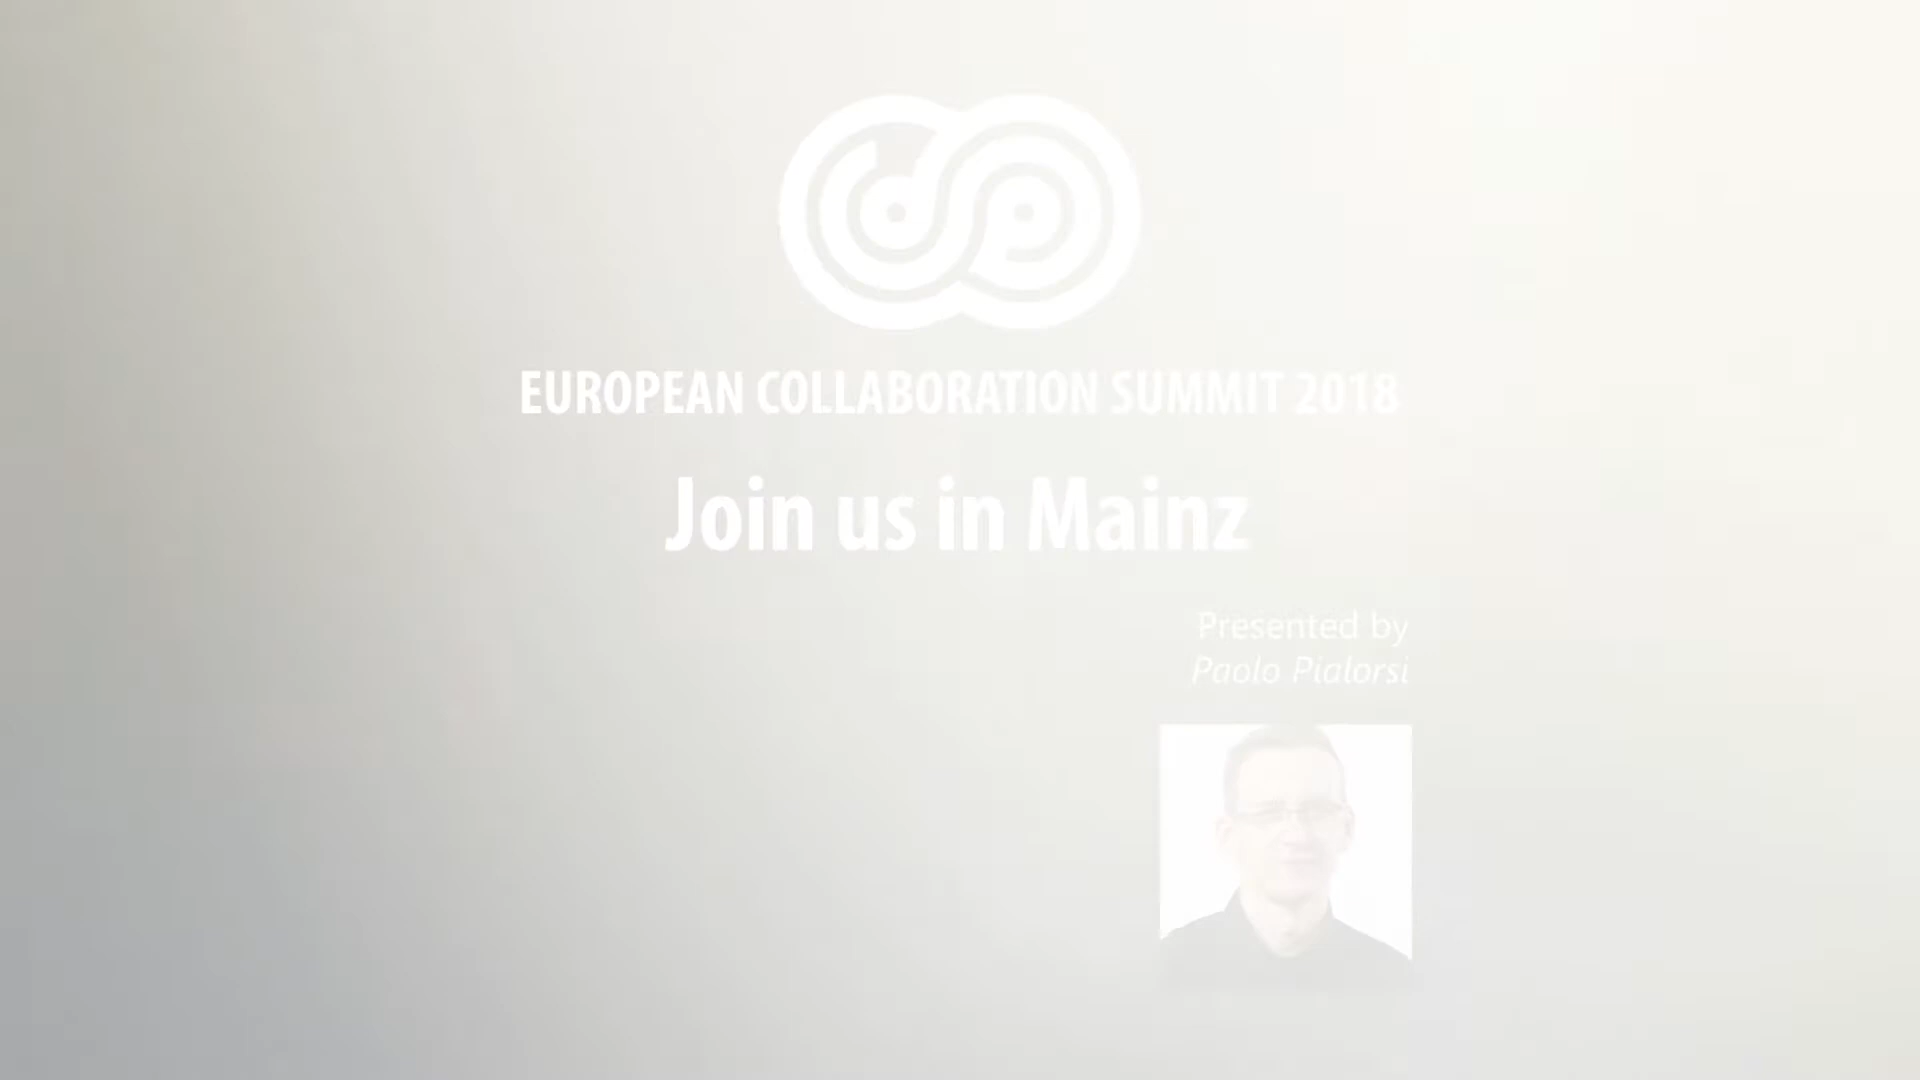 EUROPEAN COLLABORATION SUMMIT 2018
Join us in Mainz
Presented by
Paolo Pialorsi